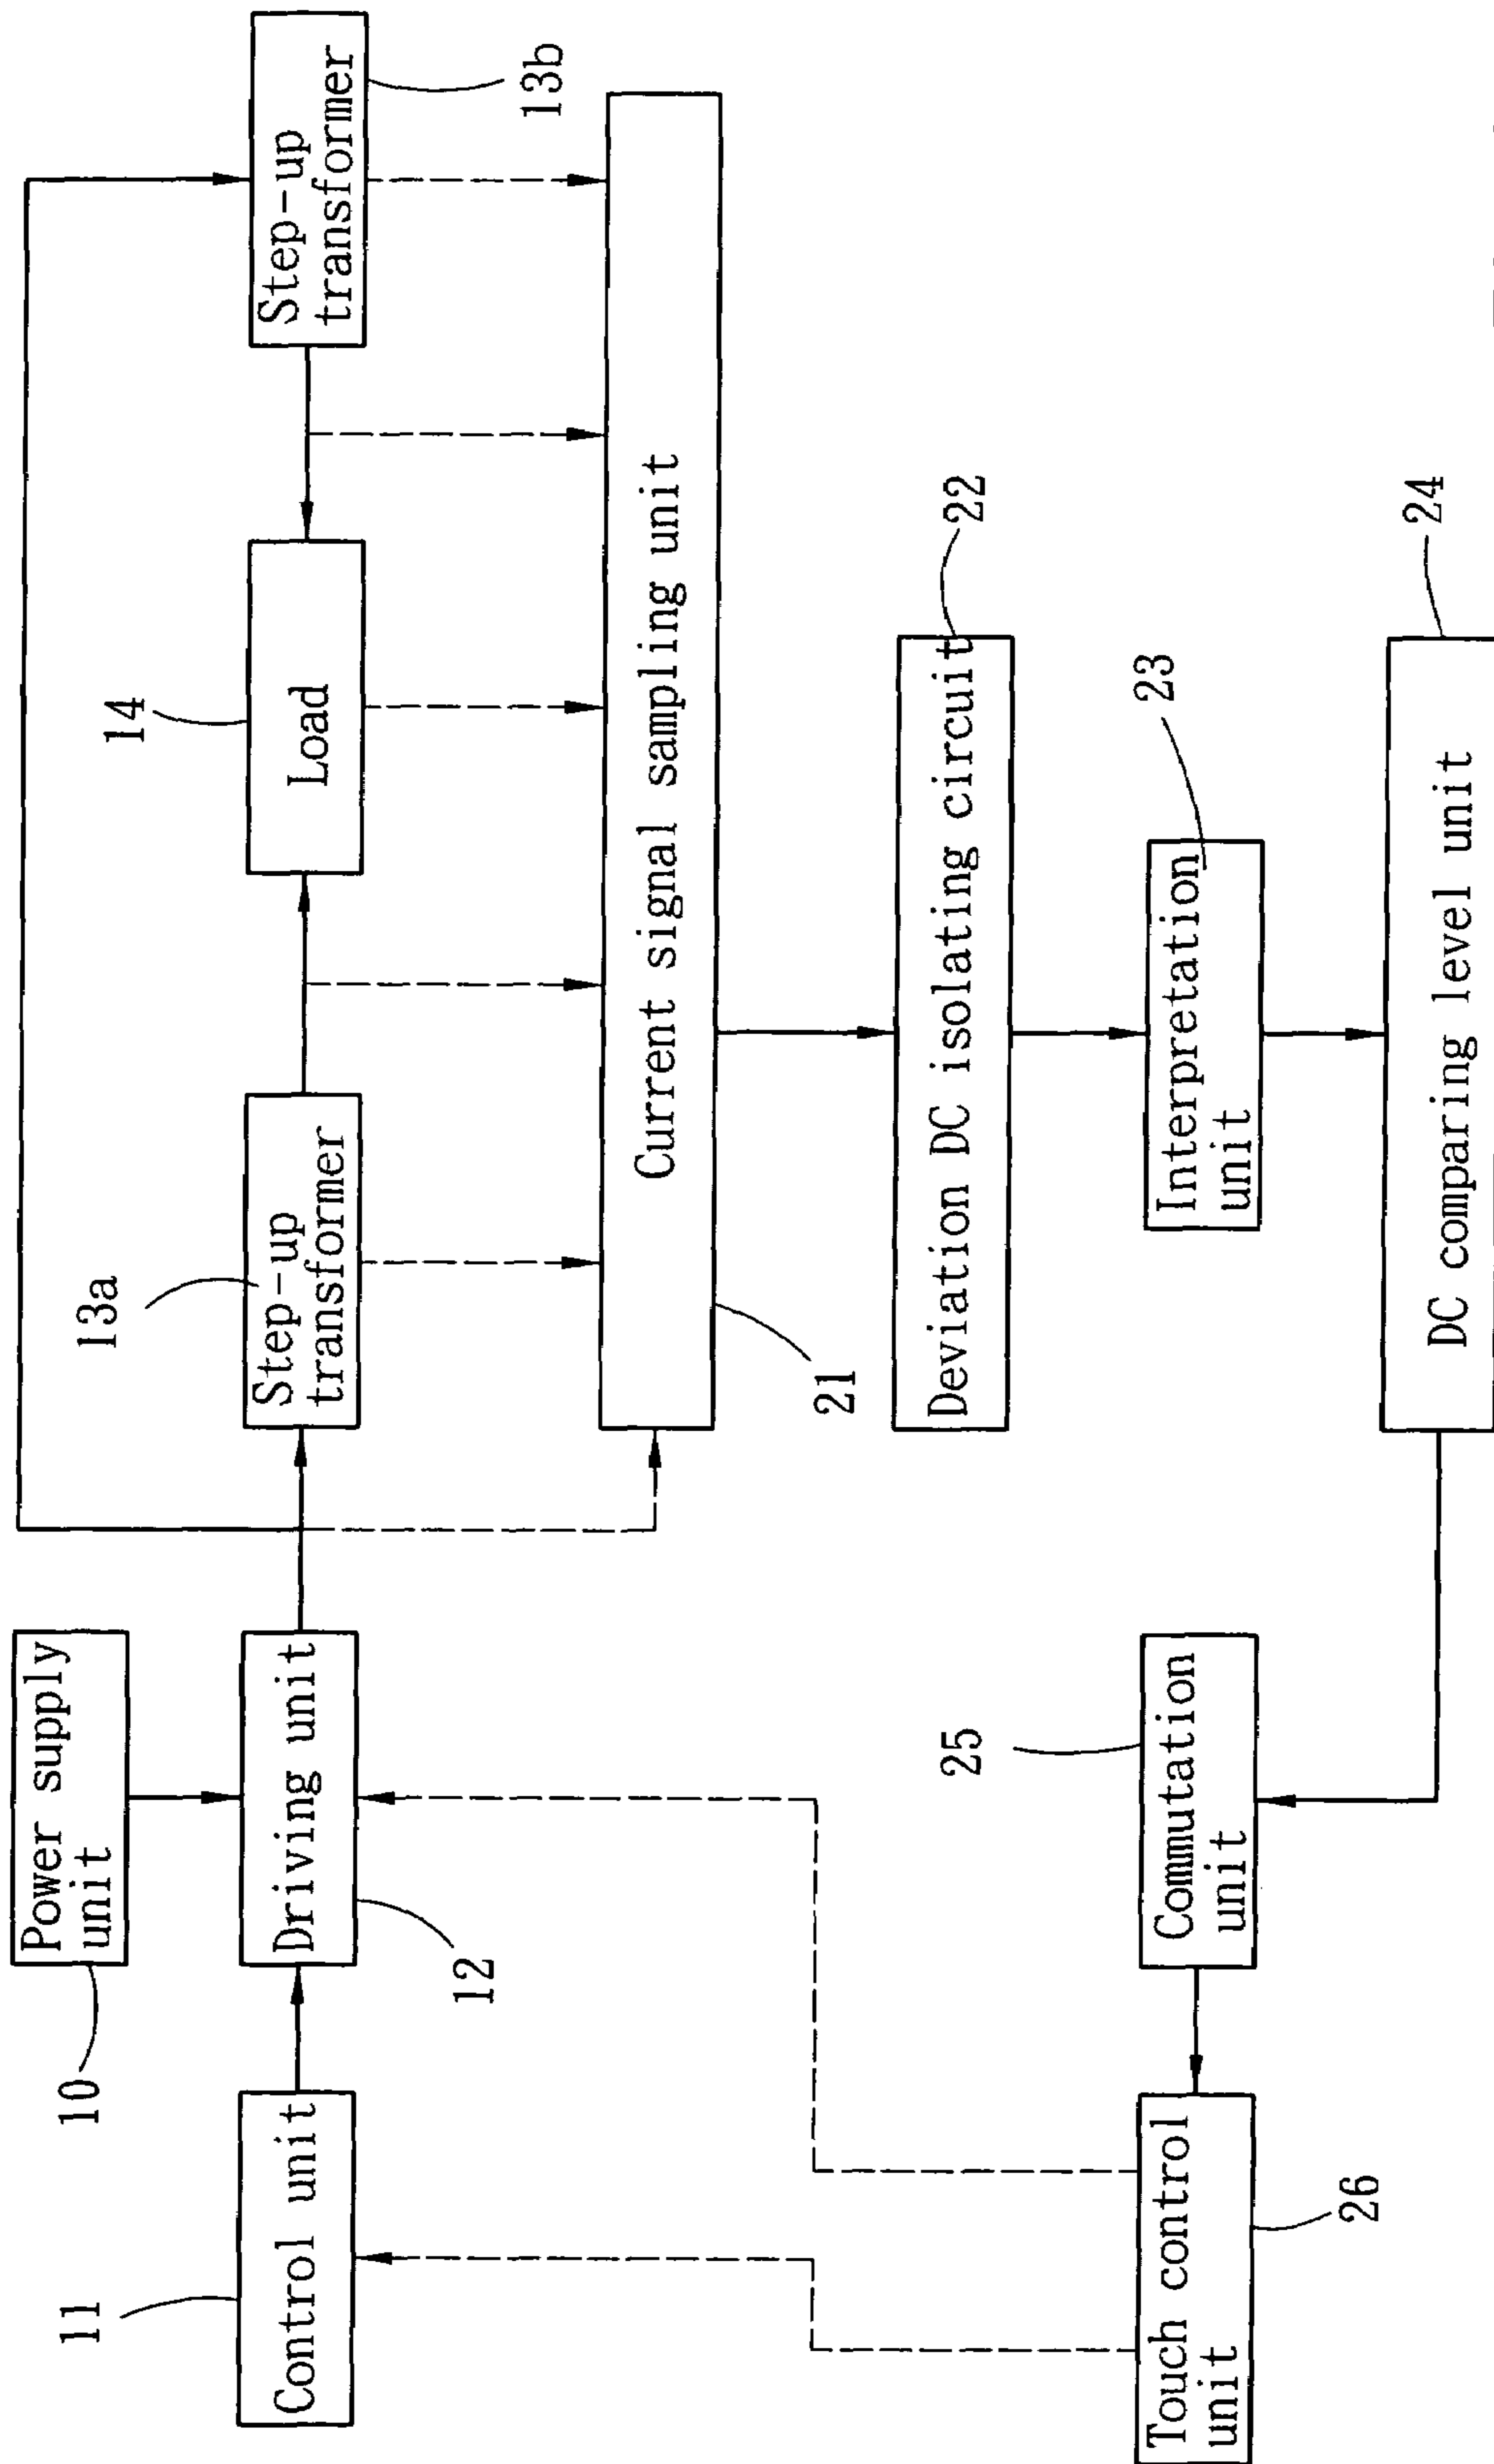 Power supply
unit
10
11
13a
14
Control unit
Driving unit
Step-up
transformer
Load
Step-up
transformer
12
13b
Current signal sampling unit
21
Deviation DC isolating circuit
22
25
23
Touch control
unit
Commutation
unit
Interpretation
unit
26
DC comparing level unit
24